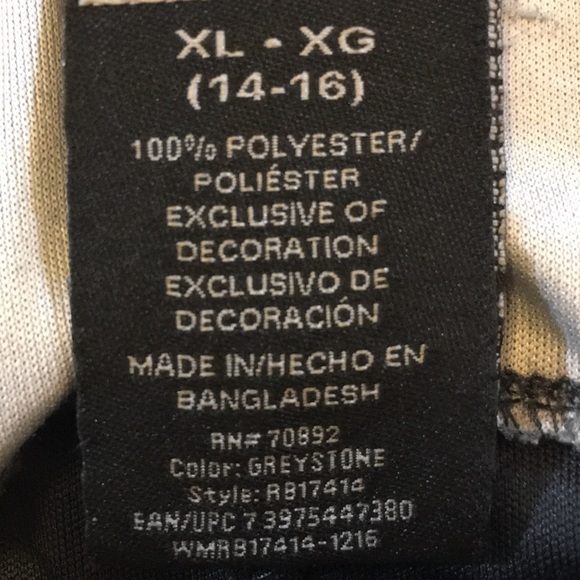 XL • XG
(14-16)
100% POLYESTER/
POLIÉSTER
EXCLUSIVE OF
DECORATION
EXCLUSIVO DE
DECORACIÓN
MADE IN/HECHO EN
BANGLADESH
RN# 70892
Color: GREYSTONE
Style: RB17414
EAN/UPC 7 3975447380
WMRB17414-1216